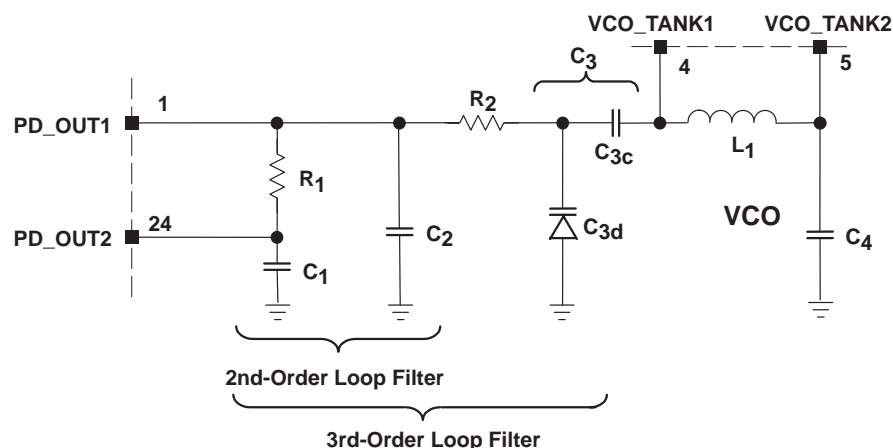 VCO_TANK1
VCO_TANK2
C3
4
5
1
R2
PD_OUT1
C3c
L1
R1
VCO
24
PD_OUT2
C2
C3d
C4
C1
2nd-Order Loop Filter
3rd-Order Loop Filter